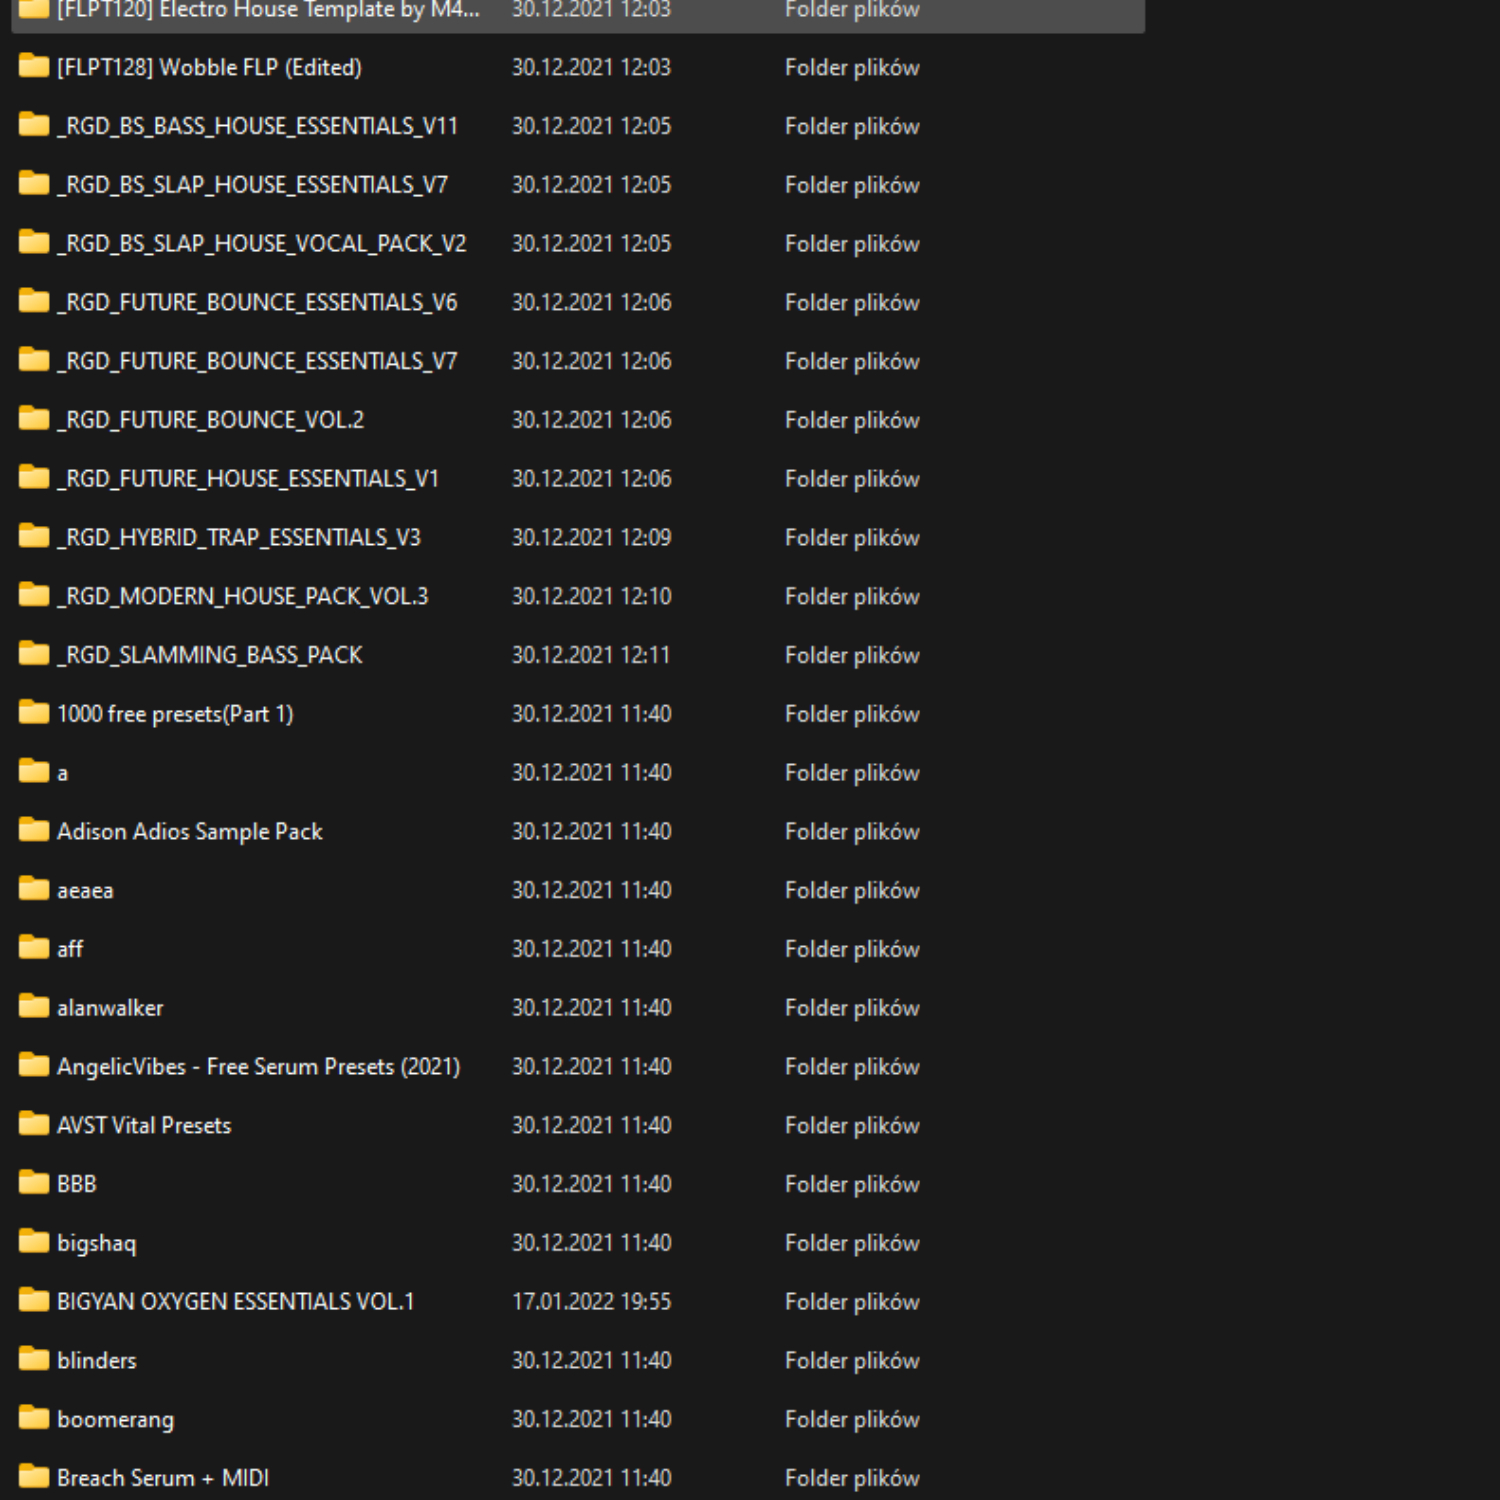 [FLPT120] Electro House Template by M4... 30.12.2021 12:03 Folder plików
[FLPT128] Wobble FLP (Edited) 30.12.2021 12:03 Folder plików
_RGD_BS_BASS_HOUSE_ESSENTIALS_V11 30.12.2021 12:05 Folder plików
_RGD_BS_SLAP_HOUSE_ESSENTIALS_V7 30.12.2021 12:05 Folder plików
_RGD_BS_SLAP_HOUSE_VOCAL_PACK_V2 30.12.2021 12:05 Folder plików
_RGD_FUTURE_BOUNCE_ESSENTIALS_V6 30.12.2021 12:06 Folder plików
_RGD_FUTURE_BOUNCE_ESSENTIALS_V7 30.12.2021 12:06 Folder plików
_RGD_FUTURE_BOUNCE_VOL.2 30.12.2021 12:06 Folder plików
_RGD_FUTURE_HOUSE_ESSENTIALS_V1 30.12.2021 12:06 Folder plików
_RGD_HYBRID_TRAP_ESSENTIALS_V3 30.12.2021 12:09 Folder plików
_RGD_MODERN_HOUSE_PACK_VOL.3 30.12.2021 12:10 Folder plików
_RGD_SLAMMING_BASS_PACK 30.12.2021 12:11 Folder plików
1000 free presets(Part 1) 30.12.2021 11:40 Folder plików
a 30.12.2021 11:40 Folder plików
Adison Adios Sample Pack 30.12.2021 11:40 Folder plików
aeaea 30.12.2021 11:40 Folder plików
aff 30.12.2021 11:40 Folder plików
alanwalker 30.12.2021 11:40 Folder plików
AngelicVibes - Free Serum Presets (2021) 30.12.2021 11:40 Folder plików
AVST Vital Presets 30.12.2021 11:40 Folder plików
BBB 30.12.2021 11:40 Folder plików
bigshaq 30.12.2021 11:40 Folder plików
BIGYAN OXYGEN ESSENTIALS VOL.1 17.01.2022 19:55 Folder plików
blinders 30.12.2021 11:40 Folder plików
boomerang 30.12.2021 11:40 Folder plików
Breach Serum + MIDI 30.12.2021 11:40 Folder plików